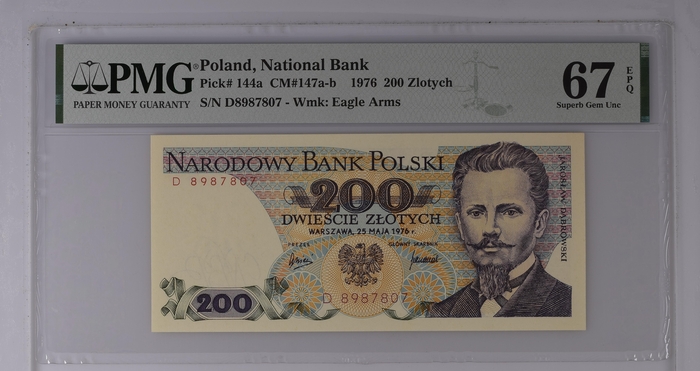 PMG®
PAPER MONEY GUARANTY
Poland, National Bank
Pick# 144a CM#147a-b 1976 200 Zlotych
S/N D8987807 - Wmk: Eagle Arms
67 EPQ
Superb Gem Unc
NARODOWY BANK POLSKI
D 8987807
200
DWIEŚCIE ZŁOTYCH
WARSZAWA, 25 MAJA 1976 r.
PREZES GŁÓWNY SKARBNIK
JAROSŁAW DĄBROWSKI
200
D 8987807